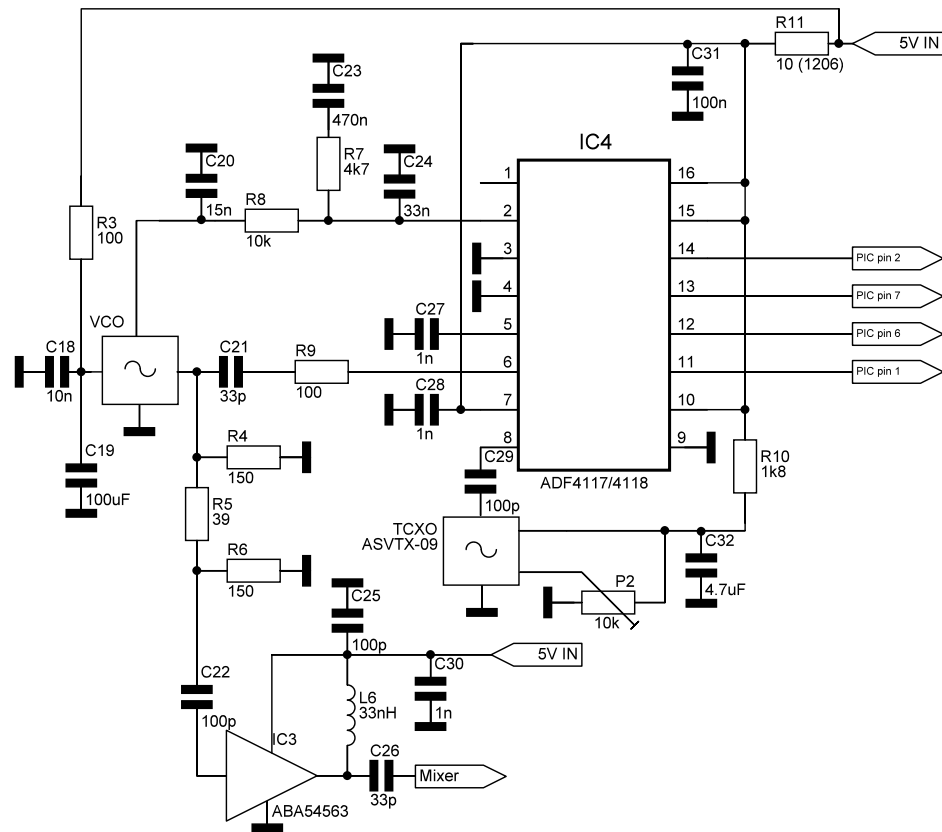 R11
5V IN
10 (1206)
C31
100n
C23
470n
IC4
C20
15n
R7
4k7
C24
33n
R8
10k
R3
100
1
2
3
4
5
6
7
8
16
15
14
13
12
11
10
9
PIC pin 2
PIC pin 7
PIC pin 6
PIC pin 1
VCO
C18
10n
C21
33p
R9
100
C27
1n
C28
1n
C19
100uF
R4
150
R5
39
R6
150
C29
100p
ADF4117/4118
R10
1k8
TCXO
ASVTX-09
C32
4.7uF
P2
10k
C25
100p
C30
1n
5V IN
C22
100p
L6
33nH
IC3
C26
33p
Mixer
ABA54563